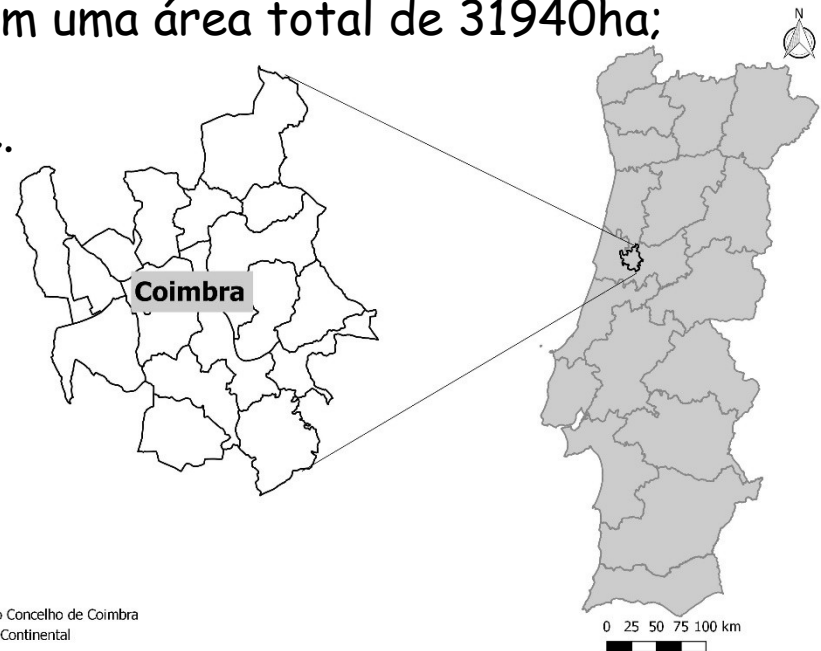 m uma área total de 31940ha;
N
Coimbra
o Concelho de Coimbra
Continental
0 25 50 75 100 km